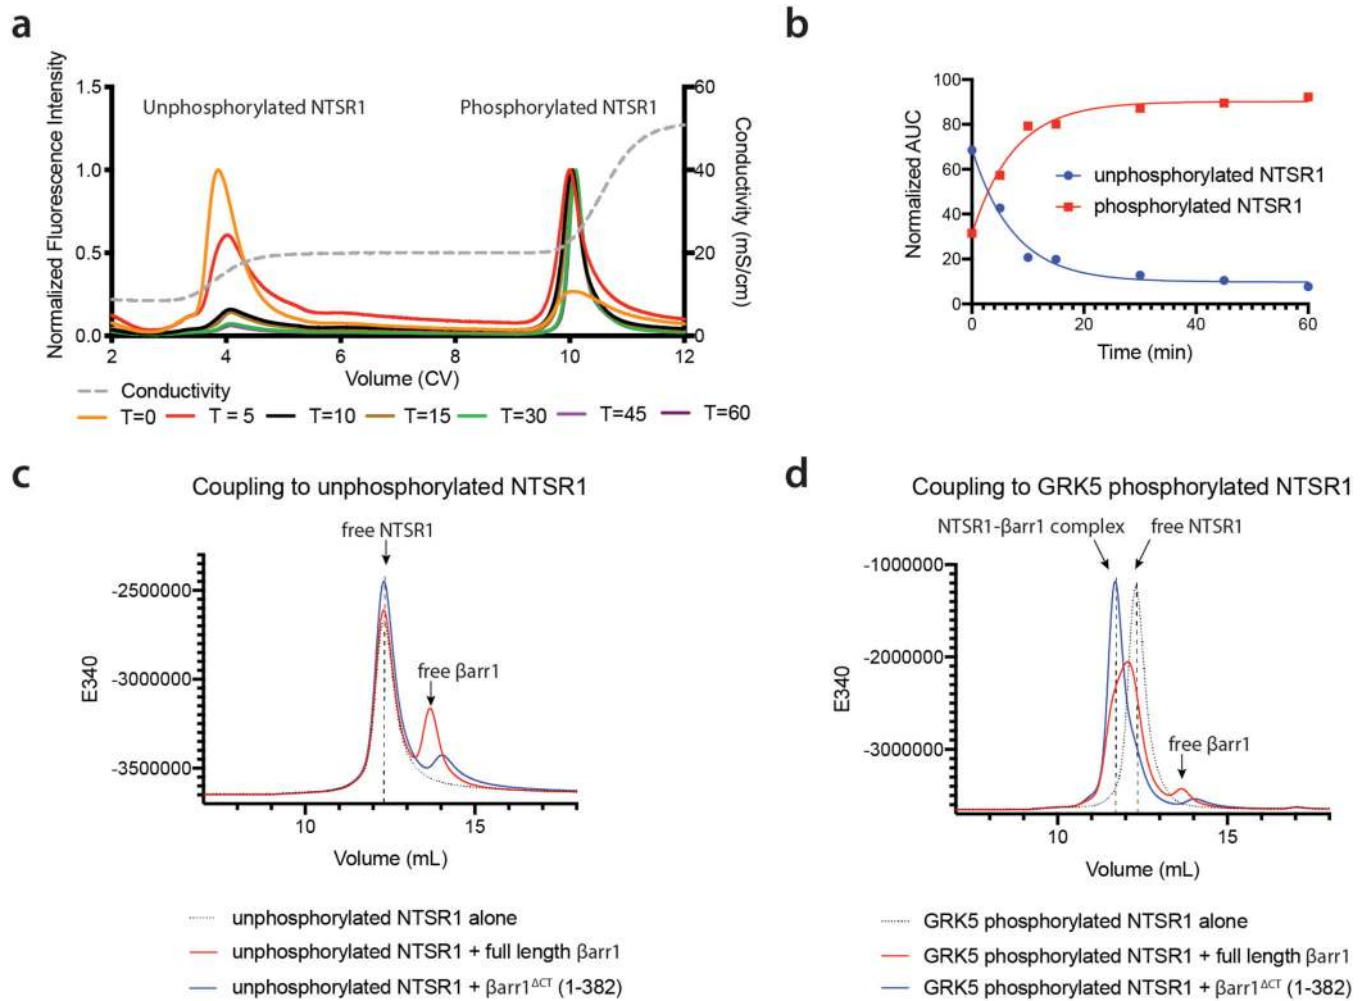 a
Normalized Fluorescence Intensity
1.5
1.0
0.5
0.0
Unphosphorylated NTSR1
Phosphorylated NTSR1
60
40
20
0
Conductivity (mS/cm)
2 4 6 8 10 12
Volume (CV)
Conductivity
T=0 T = 5 T=10 T=15 T=30 T=45 T=60
b
Normalized AUC
100
80
60
40
20
0
unphosphorylated NTSR1
phosphorylated NTSR1
0 20 40 60
Time (min)
c
Coupling to unphosphorylated NTSR1
free NTSR1
free βarr1
E340
-2500000
-3000000
-3500000
10 15
Volume (mL)
unphosphorylated NTSR1 alone
unphosphorylated NTSR1 + full length βarr1
unphosphorylated NTSR1 + βarr1ΔCT (1-382)
d
Coupling to GRK5 phosphorylated NTSR1
NTSR1-βarr1 complex
free NTSR1
free βarr1
E340
-1000000
-2000000
-3000000
10 15
Volume (mL)
GRK5 phosphorylated NTSR1 alone
GRK5 phosphorylated NTSR1 + full length βarr1
GRK5 phosphorylated NTSR1 + βarr1ΔCT (1-382)